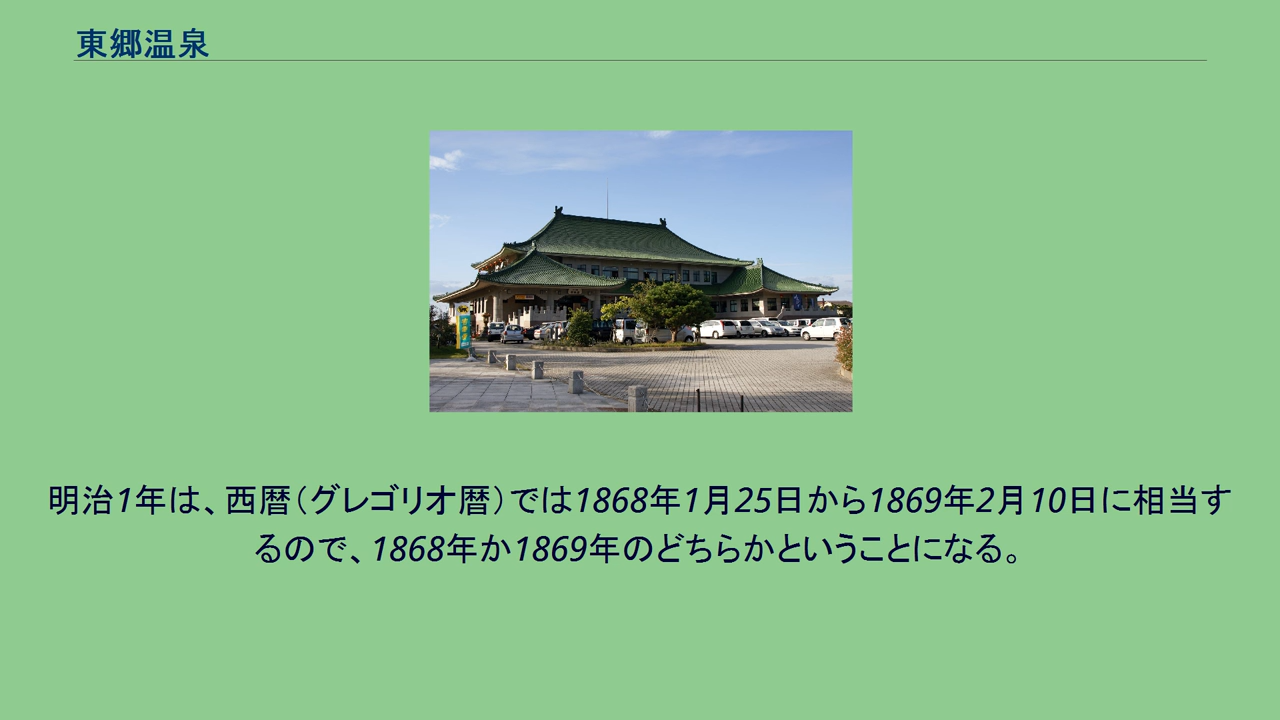 東郷温泉
明治1年は、西暦（グレゴリオ暦）では1868年1月25日から1869年2月10日に相当す
るので、1868年か1869年のどちらかということになる。